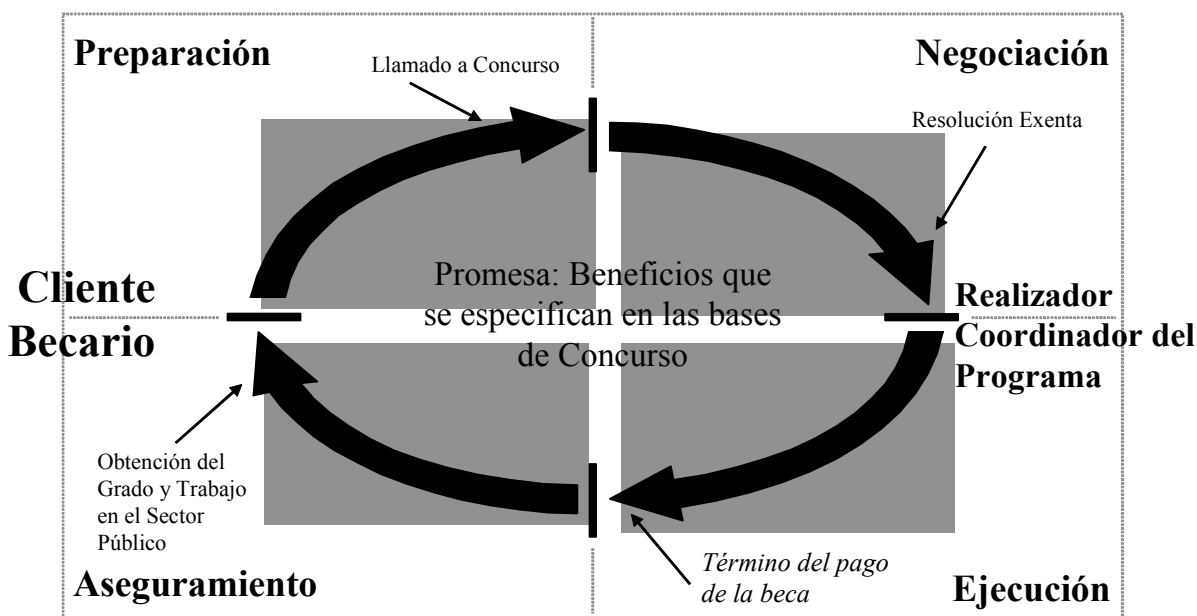 Preparación
Negociación
Llamado a Concurso
Resolución Exenta
Cliente
Becario
Promesa: Beneficios que
se especifican en las bases
de Concurso
Realizador
Coordinador del
Programa
Obtención del
Grado y Trabajo
en el Sector
Público
Término del pago
de la beca
Aseguramiento
Ejecución